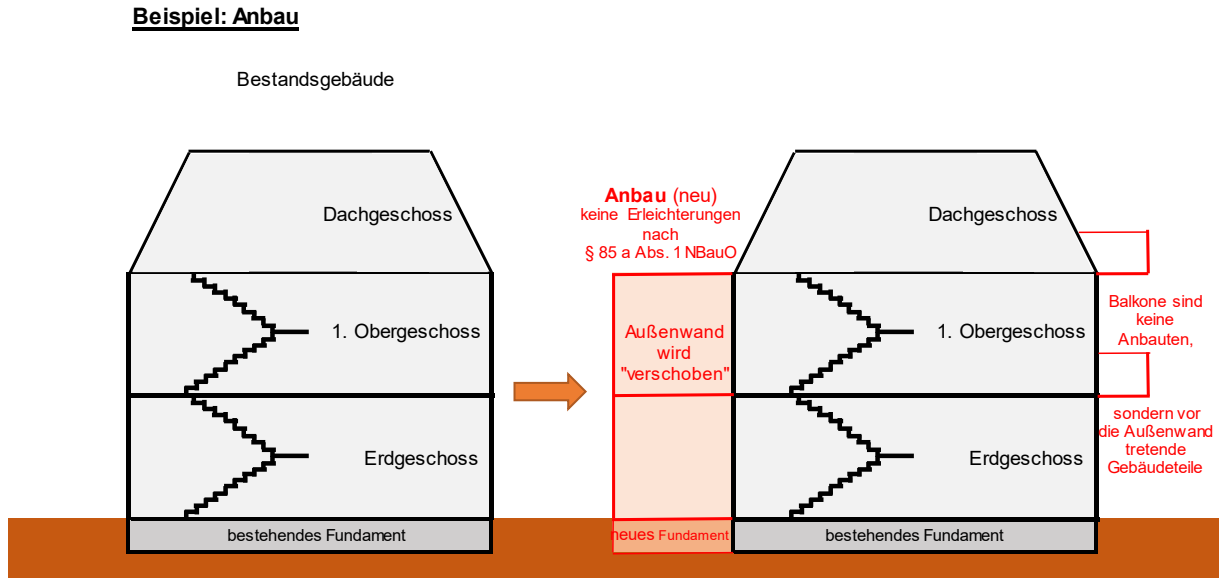 Beispiel: Anbau
Bestandsgebäude
Dachgeschoss
1. Obergeschoss
Erdgeschoss
bestehendes Fundament
Anbau (neu)
keine Erleichterungen
nach
§ 85 a Abs. 1 NBauO
Außenwand
wird
"verschoben"
neues Fundament
Dachgeschoss
1. Obergeschoss
Erdgeschoss
bestehendes Fundament
Balkone sind
keine
Anbauten,
sondern vor
die Außenwand
tretende
Gebäudeteile